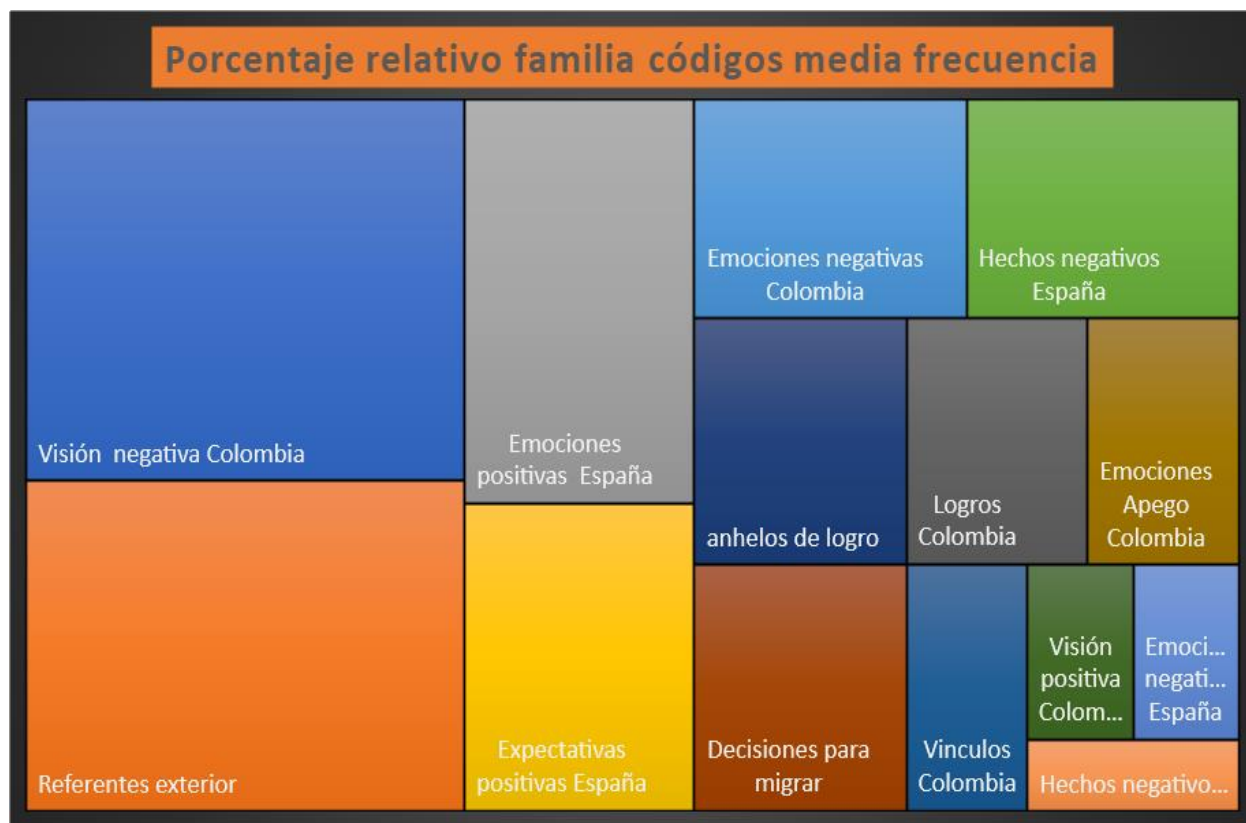 Porcentaje relativo familia códigos media frecuencia
Visión negativa Colombia
Referentes exterior
Emociones
positivas España
Expectativas
positivas España
Emociones negativas
Colombia
Hechos negativos
España
anhelos de logro
Logros
Colombia
Emociones
Apego
Colombia
Decisiones para
migrar
Vinculos
Colombia
Visión
positiva
Colom...
Emoci...
negati...
España
Hechos negativo...